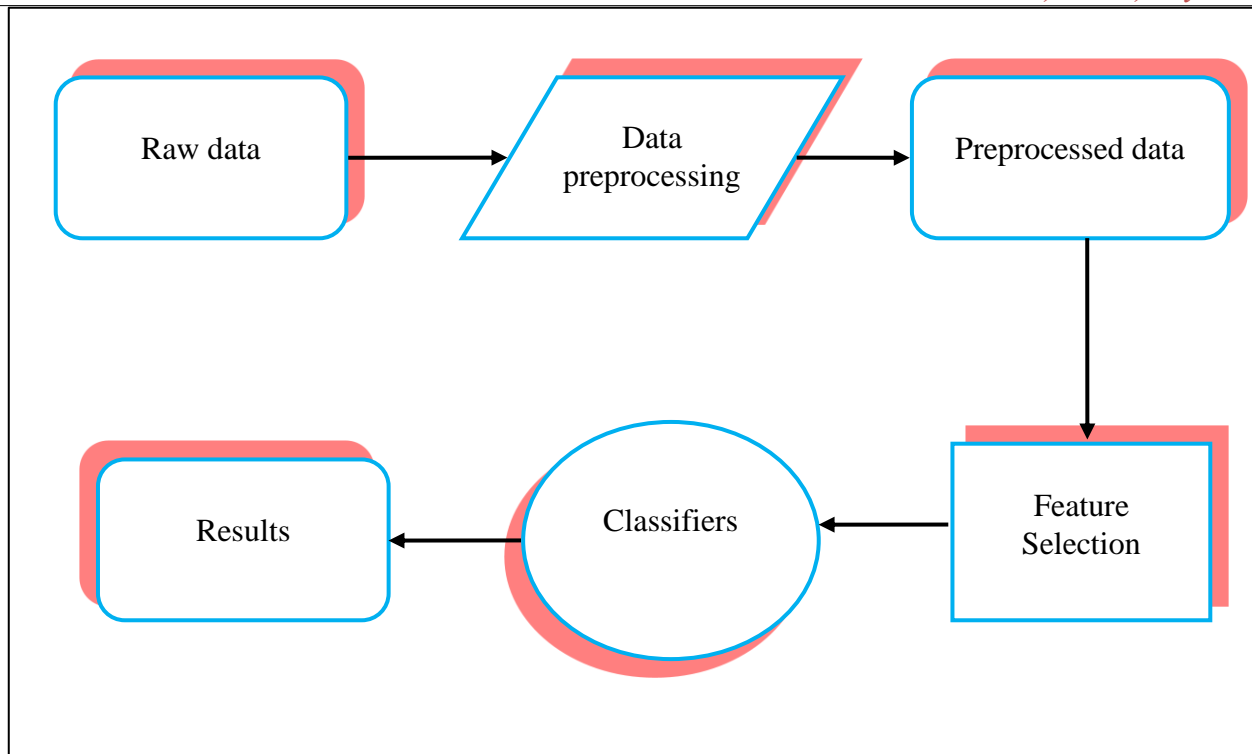 Raw data
Data
preprocessing
Preprocessed data
Feature
Selection
Classifiers
Results